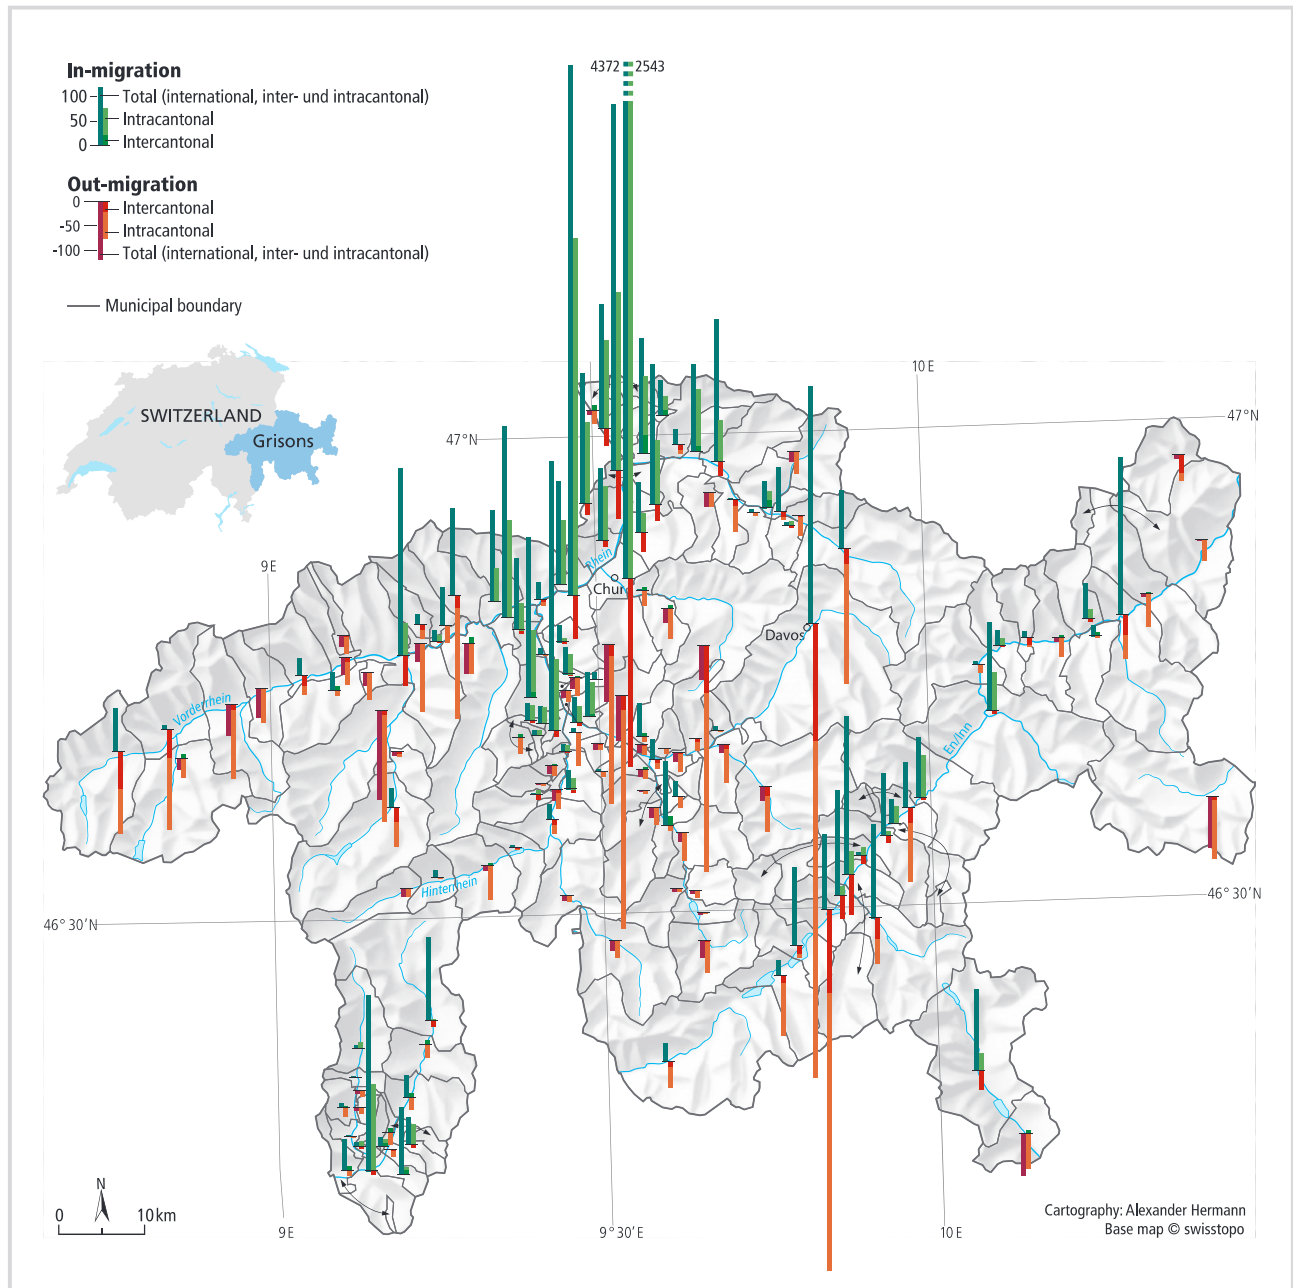 In-migration
100
Total (international, inter- und intracantonal)
50
Intracantonal
0
Intercantonal
Out-migration
0
Intercantonal
-50
Intracantonal
-100
Total (international, inter- und intracantonal)
Municipal boundary
4372
2543
SWITZERLAND
Grisons
10 E
47°N
47°N
9 E
Rhein
Chur
Davos
Vorderrhein
En/Inn
Hinterrhein
46° 30´N
46° 30´N
N
0
10 km
9 E
9° 30´E
10 E
Cartography: Alexander Hermann
Base map © swisstopo